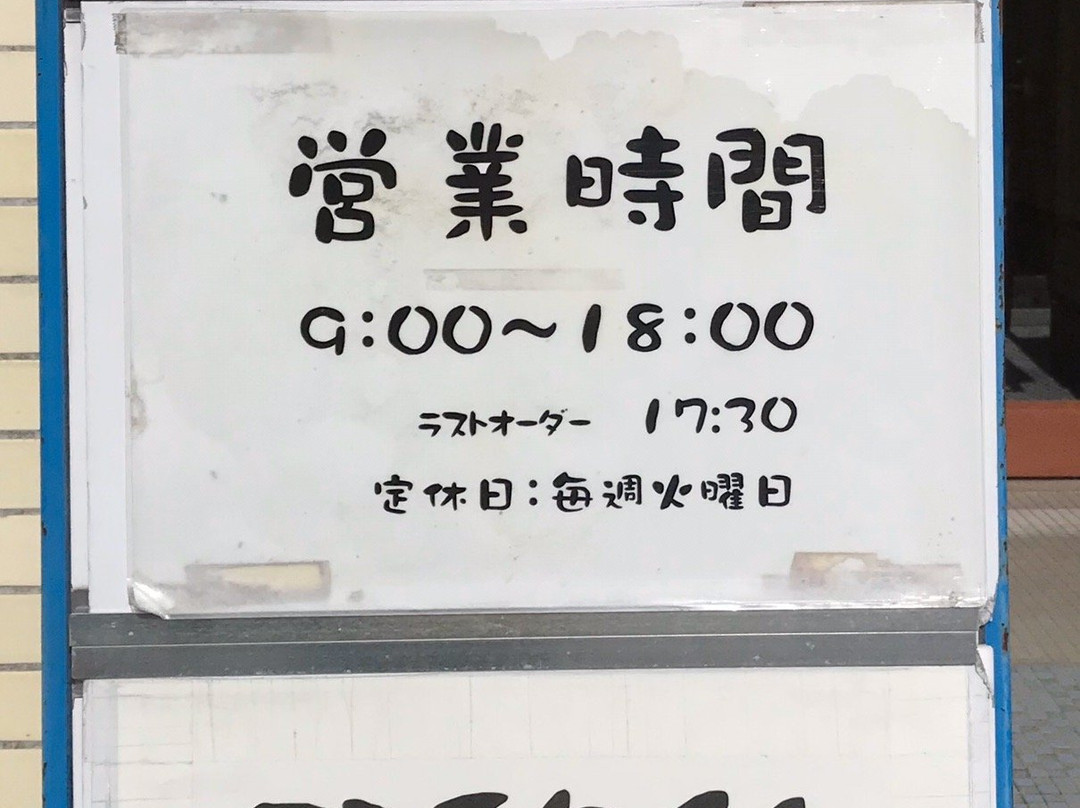 営業時間
9:00～18:00
ラストオーダー 17:30
定休日：毎週火曜日